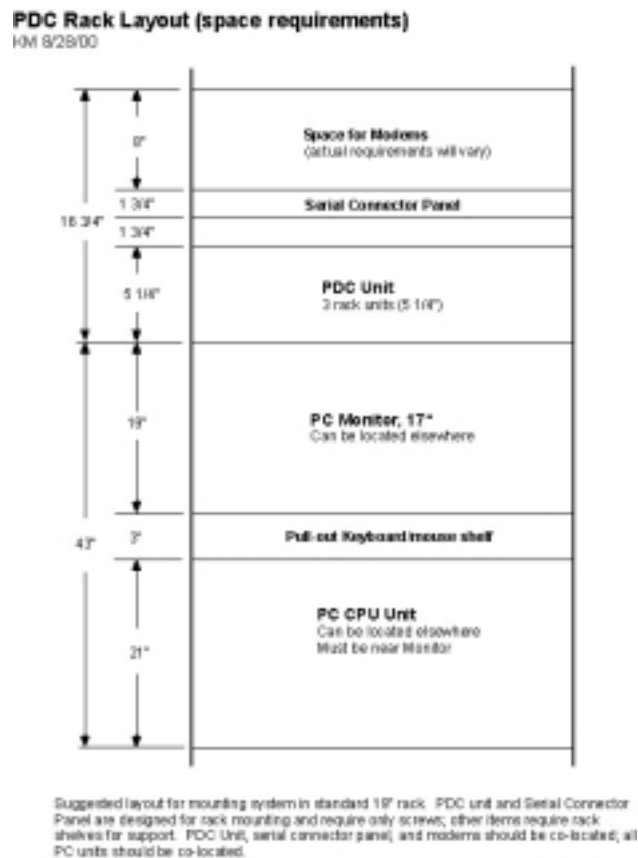 PDC Rack Layout (space requirements)
KM 8/28/00
8"
Space for Modems
(actual requirements will vary)
1 3/4"
Serial Connector Panel
16 3/4"
1 3/4"
5 1/4"
PDC Unit
3 rack units (5 1/4")
19"
PC Monitor, 17"
Can be located elsewhere
43"
3"
Pull-out Keyboard/mouse shelf
PC CPU Unit
Can be located elsewhere
Must be near Monitor
21"
Suggested layout for mounting system in standard 19" rack. PDC unit and Serial Connector
Panel are designed for rack mounting and require only screws; other items require rack
shelves for support. PDC Unit, serial connector panel, and modems should be co-located; all
PC units should be co-located.